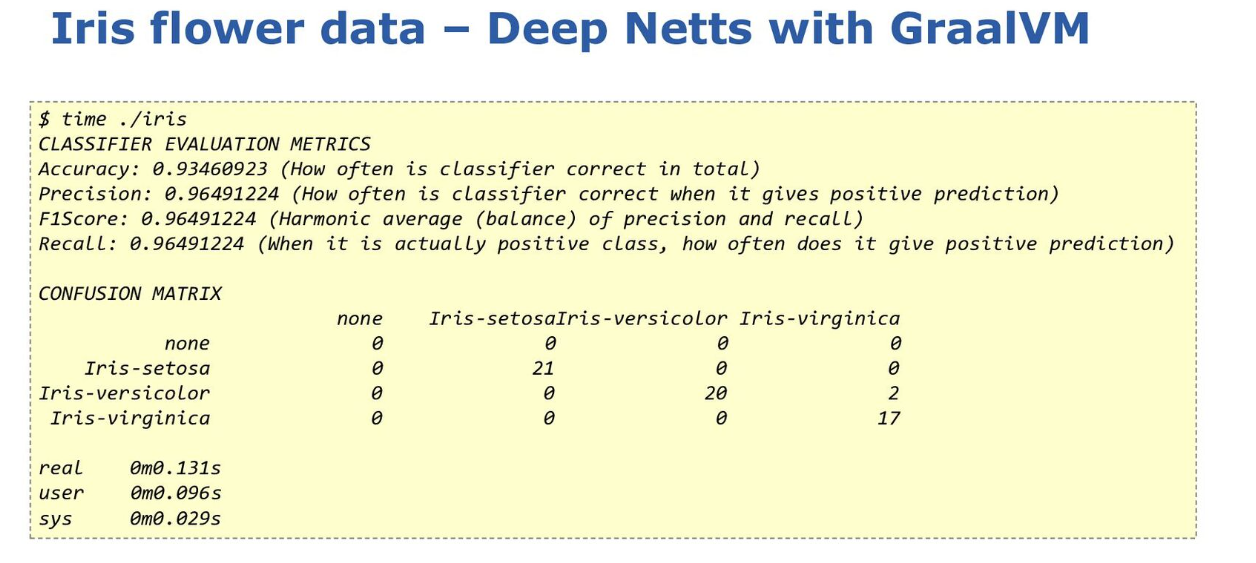 Iris flower data – Deep Netts with GraalVM
$ time ./iris
CLASSIFIER EVALUATION METRICS
Accuracy: 0.93460923 (How often is classifier correct in total)
Precision: 0.96491224 (How often is classifier correct when it gives positive prediction)
F1Score: 0.96491224 (Harmonic average (balance) of precision and recall)
Recall: 0.96491224 (When it is actually positive class, how often does it give positive prediction)
CONFUSION MATRIX
none Iris-setosaIris-versicolor Iris-virginica
none 0 0 0 0
Iris-setosa 0 21 0 0
Iris-versicolor 0 0 20 2
Iris-virginica 0 0 0 17
real 0m0.131s
user 0m0.096s
sys 0m0.029s